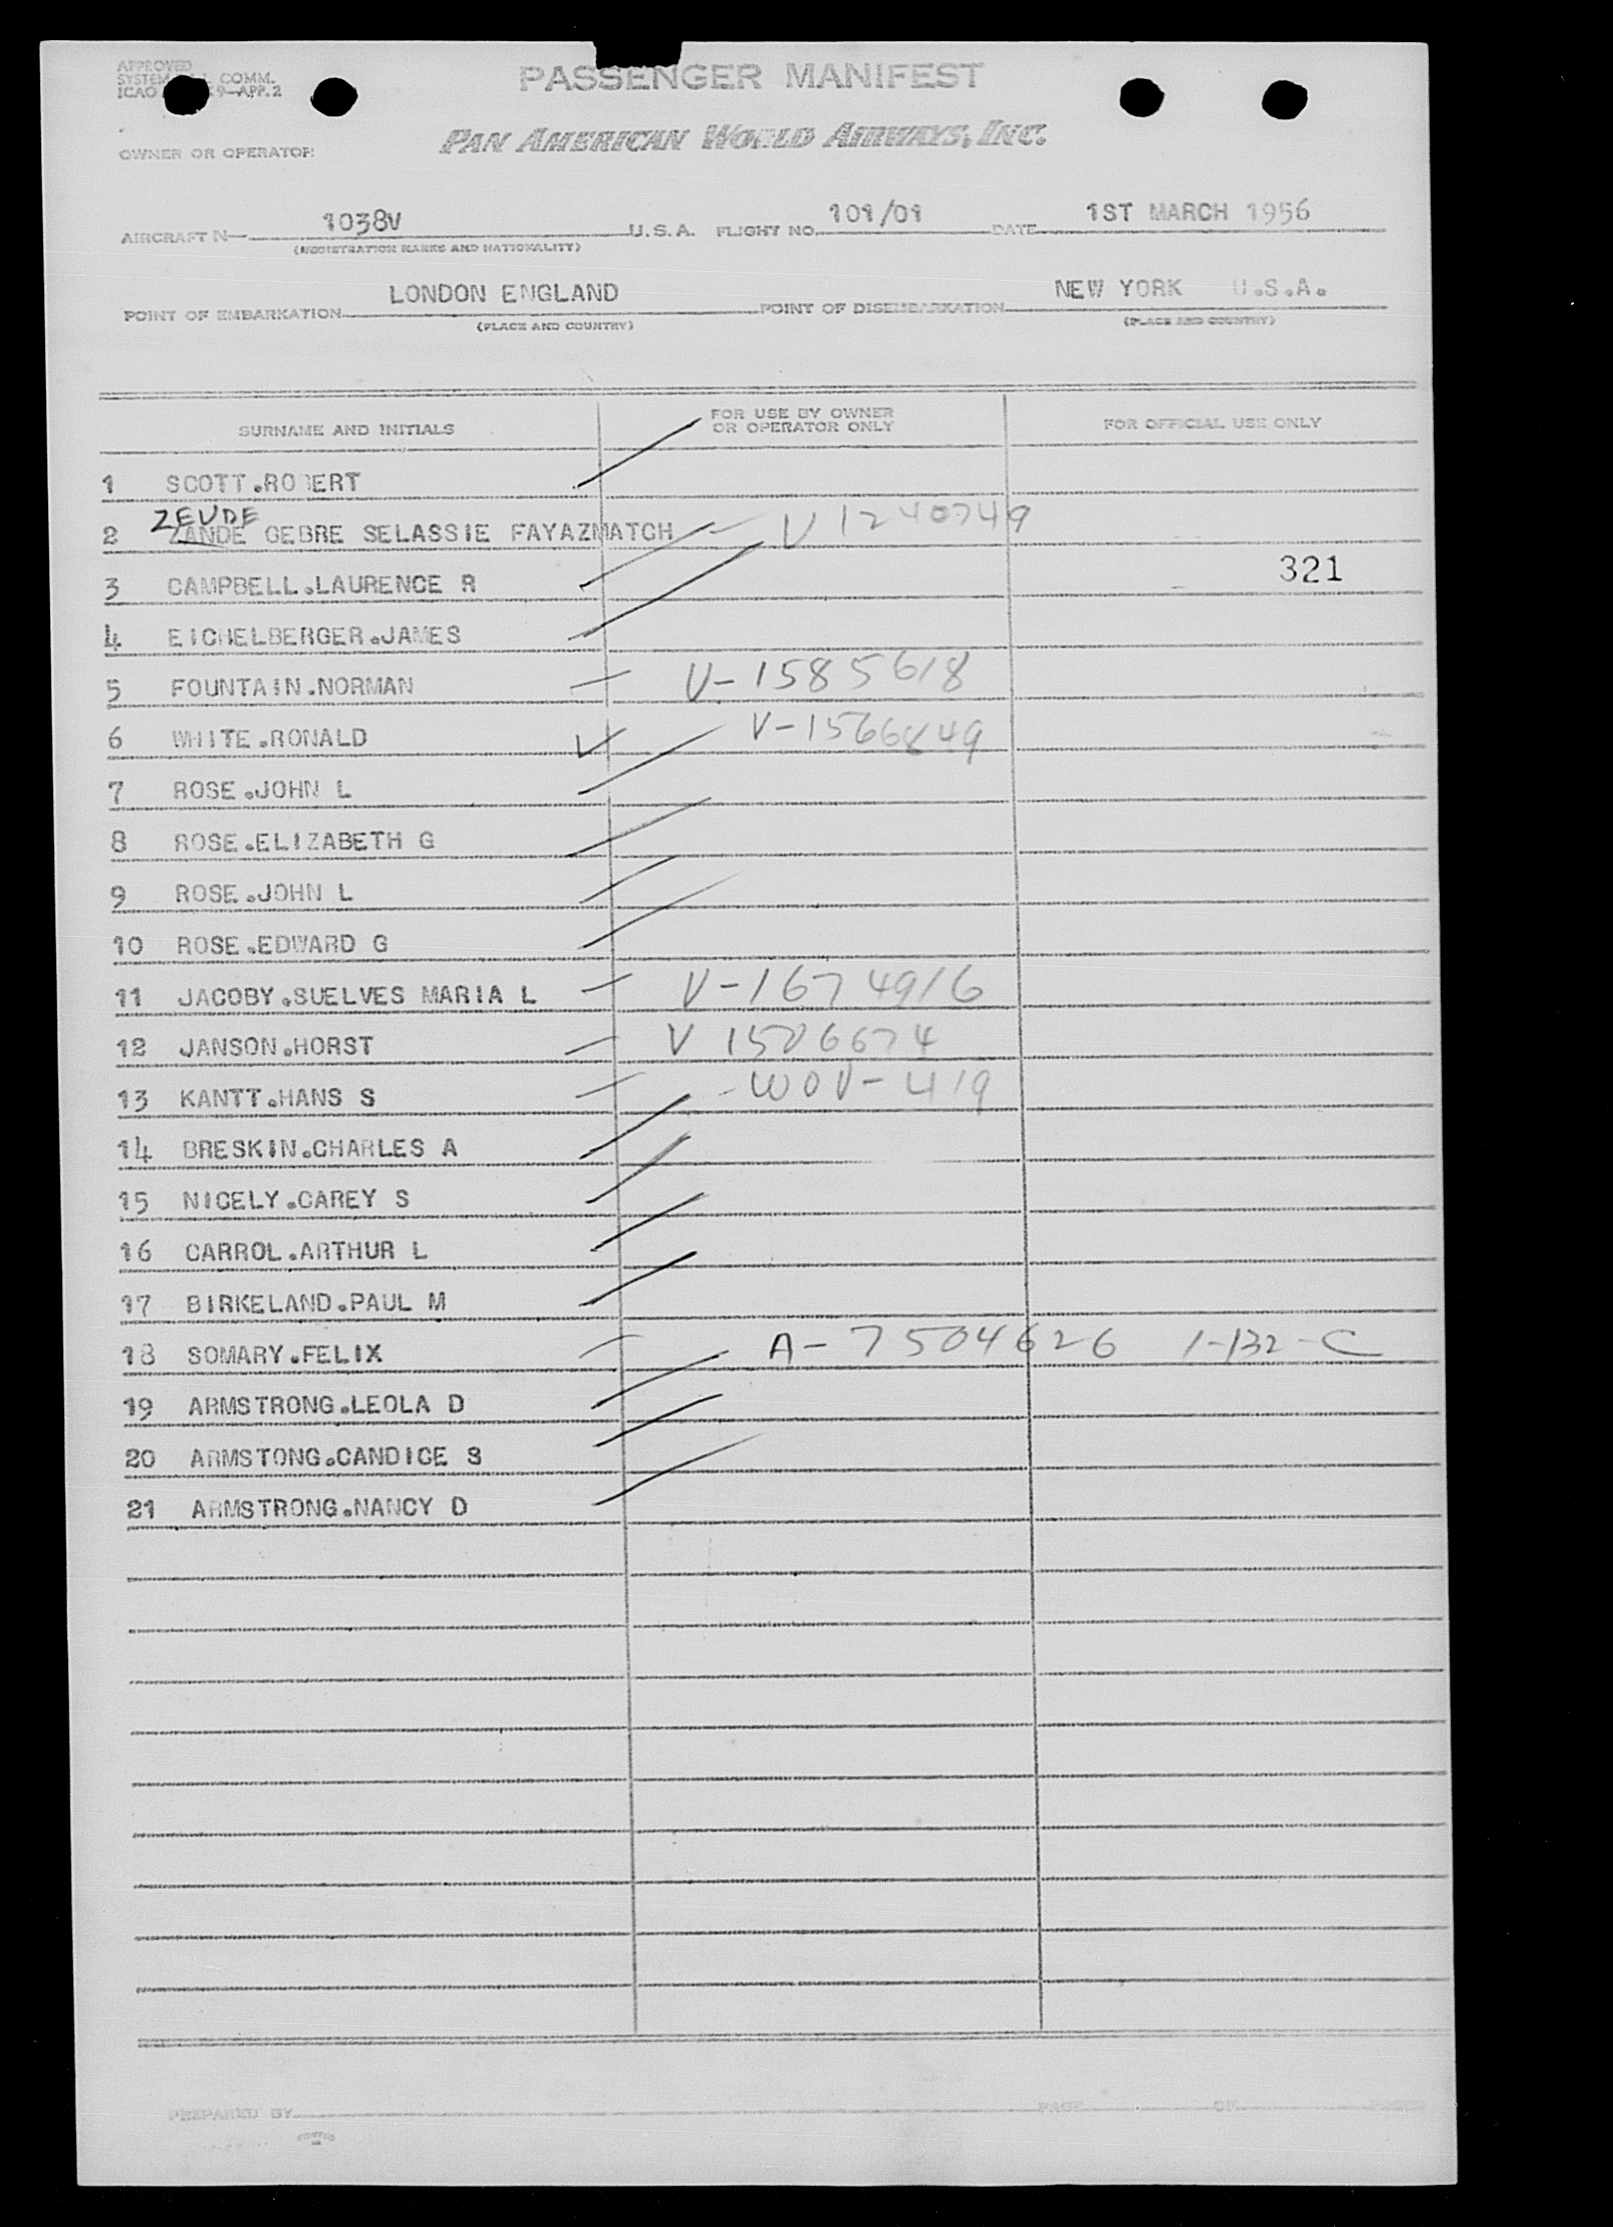 APPROVED
PASSENGER MANIFEST
SYSTEM COMM.
ICAO 9—APP. 2
OWNER OR OPERATOR
PAN AMERICAN WORLD AIRWAYS, INC.
AIRCRAFT N— 1038V U.S.A. FLIGHT NO. 101/01 DATE 1ST MARCH 1956
(REGISTRATION MARKS AND NATIONALITY)
POINT OF EMBARKATION LONDON ENGLAND POINT OF DISEMBARKATION NEW YORK U.S.A.
(PLACE AND COUNTRY) (PLACE AND COUNTRY)
SURNAME AND INITIALS FOR USE BY OWNER OR OPERATOR ONLY FOR OFFICIAL USE ONLY
1 SCOTT.ROBERT
ZEUDE
2 ZANDE GEBRE SELASSIE FAYAZMATCH V 1240749
3 CAMPBELL.LAURENCE R 321
4 EICHELBERGER.JAMES
5 FOUNTAIN.NORMAN V-1585618
6 WHITE.RONALD V-1566849
7 ROSE.JOHN L
8 ROSE.ELIZABETH G
9 ROSE.JOHN L
10 ROSE.EDWARD G
11 JACOBY.SUELVES MARIA L V-1674916
12 JANSON.HORST V 1506674
13 KANTT.HANS S WOV-419
14 BRESKIN.CHARLES A
15 NICELY.CAREY S
16 CARROL.ARTHUR L
17 BIRKELAND.PAUL M
18 SOMARY.FELIX A-7504626 1-132-C
19 ARMSTRONG.LEOLA D
20 ARMSTONG.CANDICE S
21 ARMSTRONG.NANCY D
PREPARED BY PAGE OF